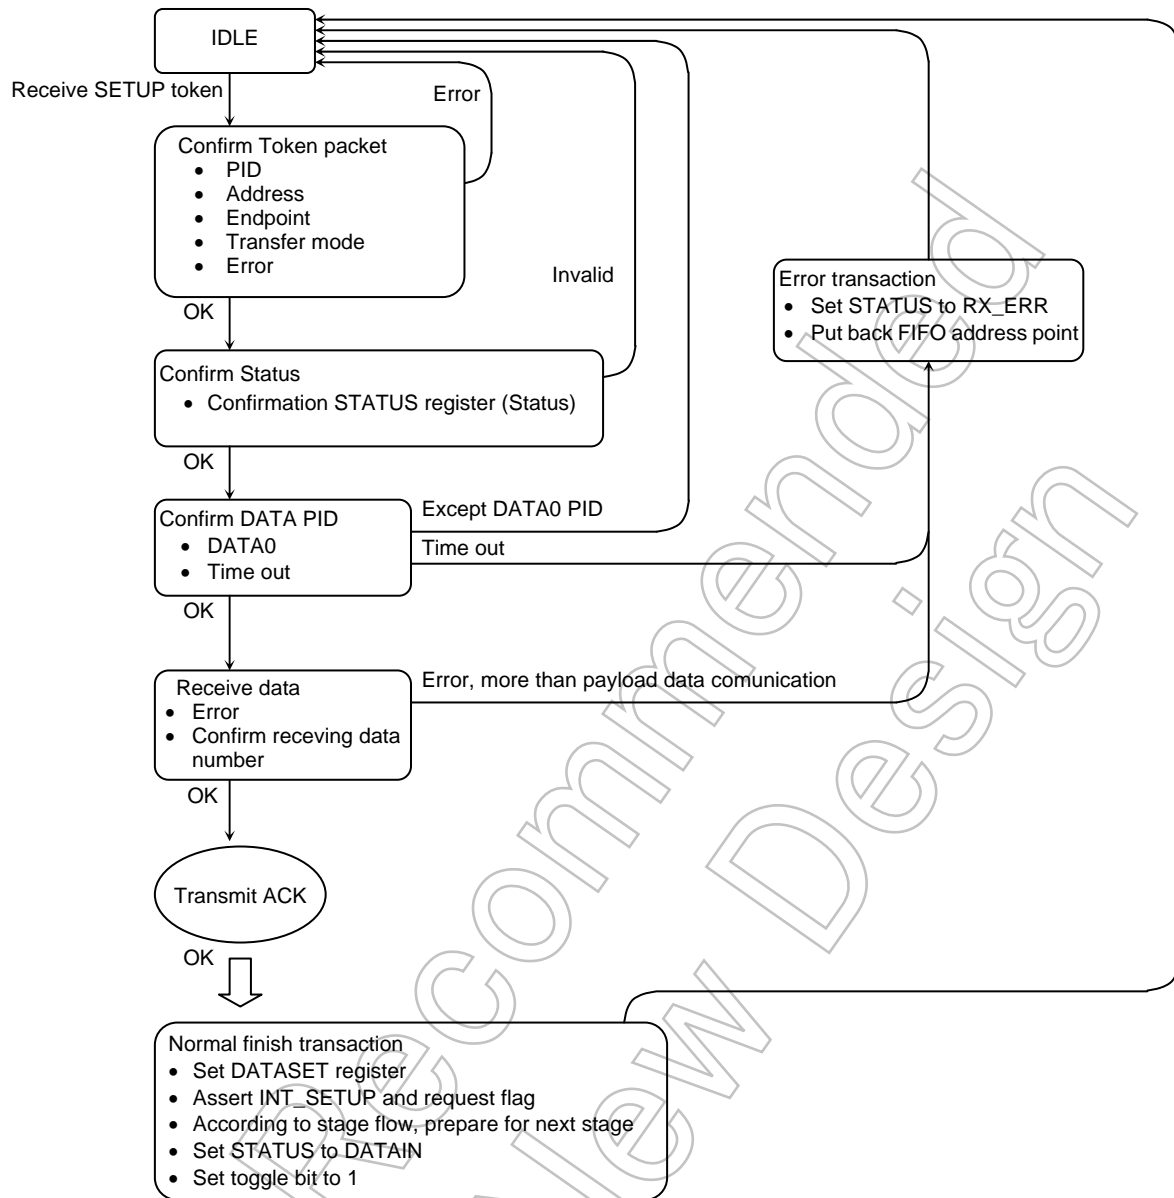 IDLE
Receive SETUP token
Error
Confirm Token packet
• PID
• Address
• Endpoint
• Transfer mode
• Error
Invalid
Error transaction
• Set STATUS to RX_ERR
• Put back FIFO address point
OK
Confirm Status
• Confirmation STATUS register (Status)
OK
Confirm DATA PID
• DATA0
• Time out
Except DATA0 PID
Time out
OK
Receive data
• Error
• Confirm receving data
number
Error, more than payload data comunication
OK
Transmit ACK
OK
Normal finish transaction
• Set DATASET register
• Assert INT_SETUP and request flag
• According to stage flow, prepare for next stage
• Set STATUS to DATAIN
• Set toggle bit to 1
Recommended
New Design